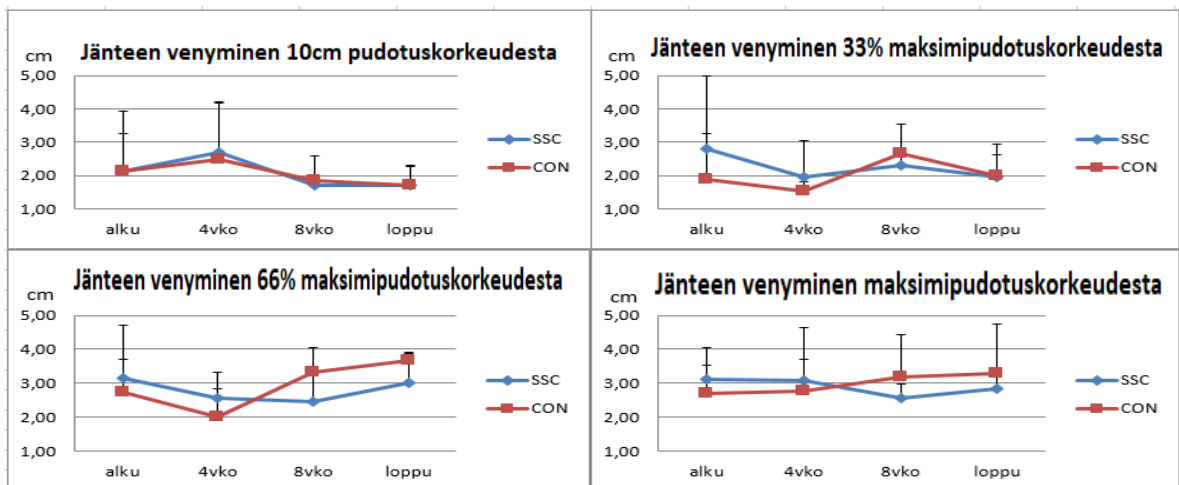 Jänteen venyminen 10cm pudotuskorkeudesta
cm
5,00
4,00
3,00
2,00
1,00
alku 4vko 8vko loppu
SSC
CON
Jänteen venyminen 33% maksimipudotuskorkeudesta
cm
5,00
4,00
3,00
2,00
1,00
alku 4vko 8vko loppu
SSC
CON
Jänteen venyminen 66% maksimipudotuskorkeudesta
cm
5,00
4,00
3,00
2,00
1,00
alku 4vko 8vko loppu
SSC
CON
Jänteen venyminen maksimipudotuskorkeudesta
cm
5,00
4,00
3,00
2,00
1,00
alku 4vko 8vko loppu
SSC
CON